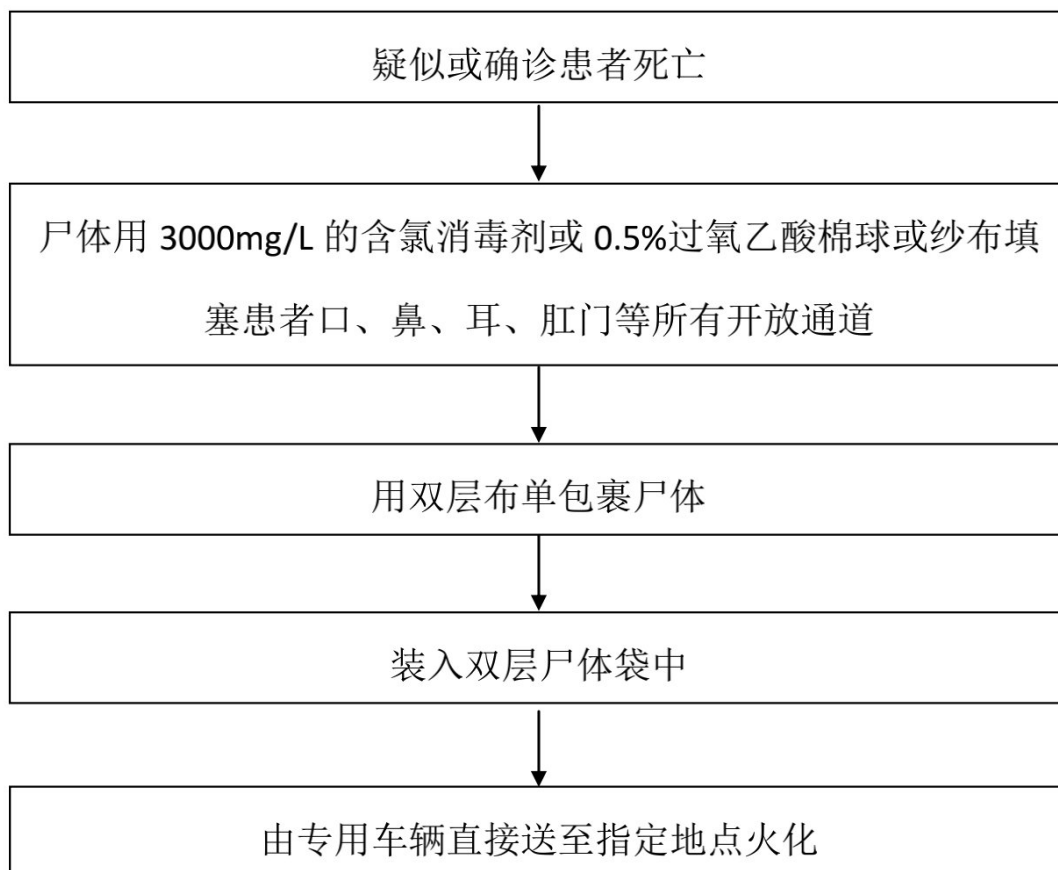 疑似或确诊患者死亡
尸体用 3000mg/L 的含氯消毒剂或 0.5%过氧乙酸棉球或纱布填
塞患者口、鼻、耳、肛门等所有开放通道
用双层布单包裹尸体
装入双层尸体袋中
由专用车辆直接送至指定地点火化